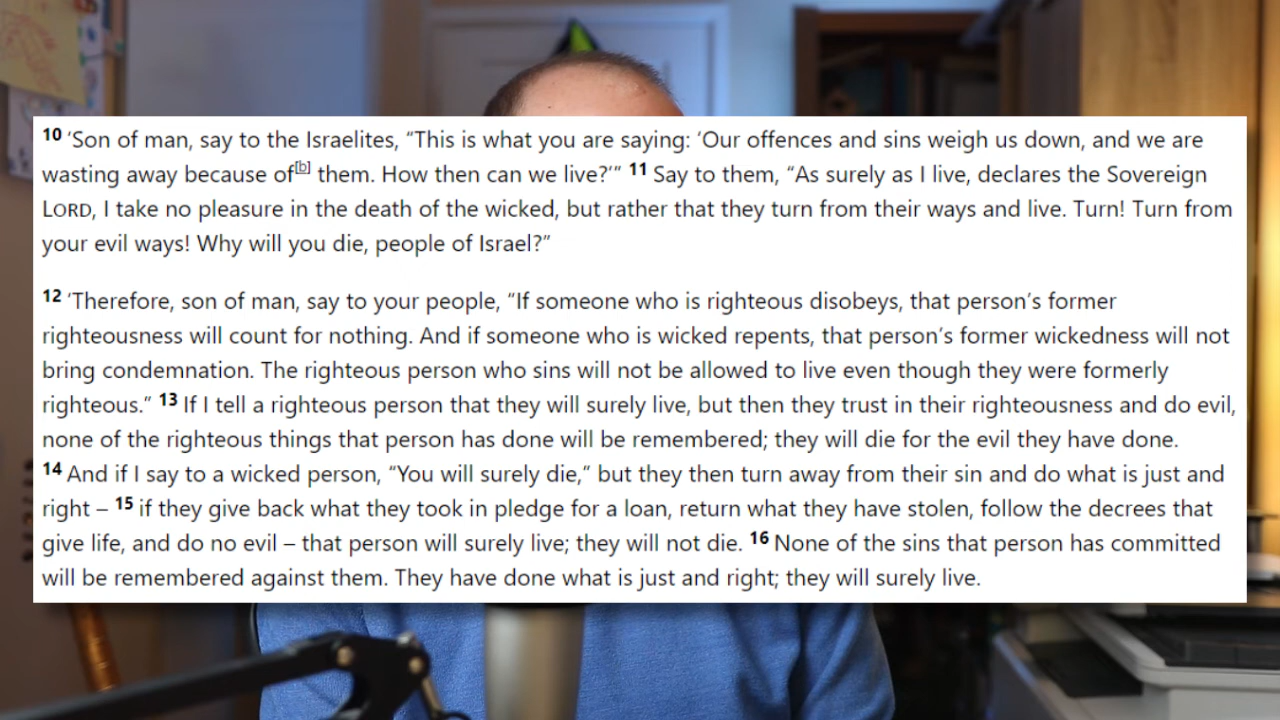 10 ‘Son of man, say to the Israelites, “This is what you are saying: ‘Our offences and sins weigh us down, and we are
wasting away because of[b] them. How then can we live?’” 11 Say to them, “As surely as I live, declares the Sovereign
LORD, I take no pleasure in the death of the wicked, but rather that they turn from their ways and live. Turn! Turn from
your evil ways! Why will you die, people of Israel?”
12 ‘Therefore, son of man, say to your people, “If someone who is righteous disobeys, that person’s former
righteousness will count for nothing. And if someone who is wicked repents, that person’s former wickedness will not
bring condemnation. The righteous person who sins will not be allowed to live even though they were formerly
righteous.” 13 If I tell a righteous person that they will surely live, but then they trust in their righteousness and do evil,
none of the righteous things that person has done will be remembered; they will die for the evil they have done.
14 And if I say to a wicked person, “You will surely die,” but they then turn away from their sin and do what is just and
right – 15 if they give back what they took in pledge for a loan, return what they have stolen, follow the decrees that
give life, and do no evil – that person will surely live; they will not die. 16 None of the sins that person has committed
will be remembered against them. They have done what is just and right; they will surely live.